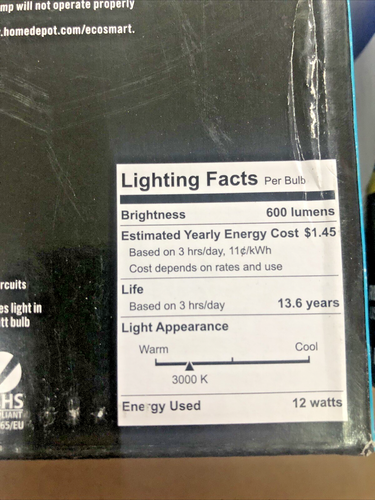 mp will not operate properly
.homedepot.com/ecosmart.
Lighting Facts Per Bulb
Brightness 600 lumens
Estimated Yearly Energy Cost $1.45
Based on 3 hrs/day, 11¢/kWh
Cost depends on rates and use
Life
Based on 3 hrs/day 13.6 years
Light Appearance
Warm Cool
3000 K
Energy Used 12 watts
rcuits
es light in
tt bulb
HS
LIANT
65/EU